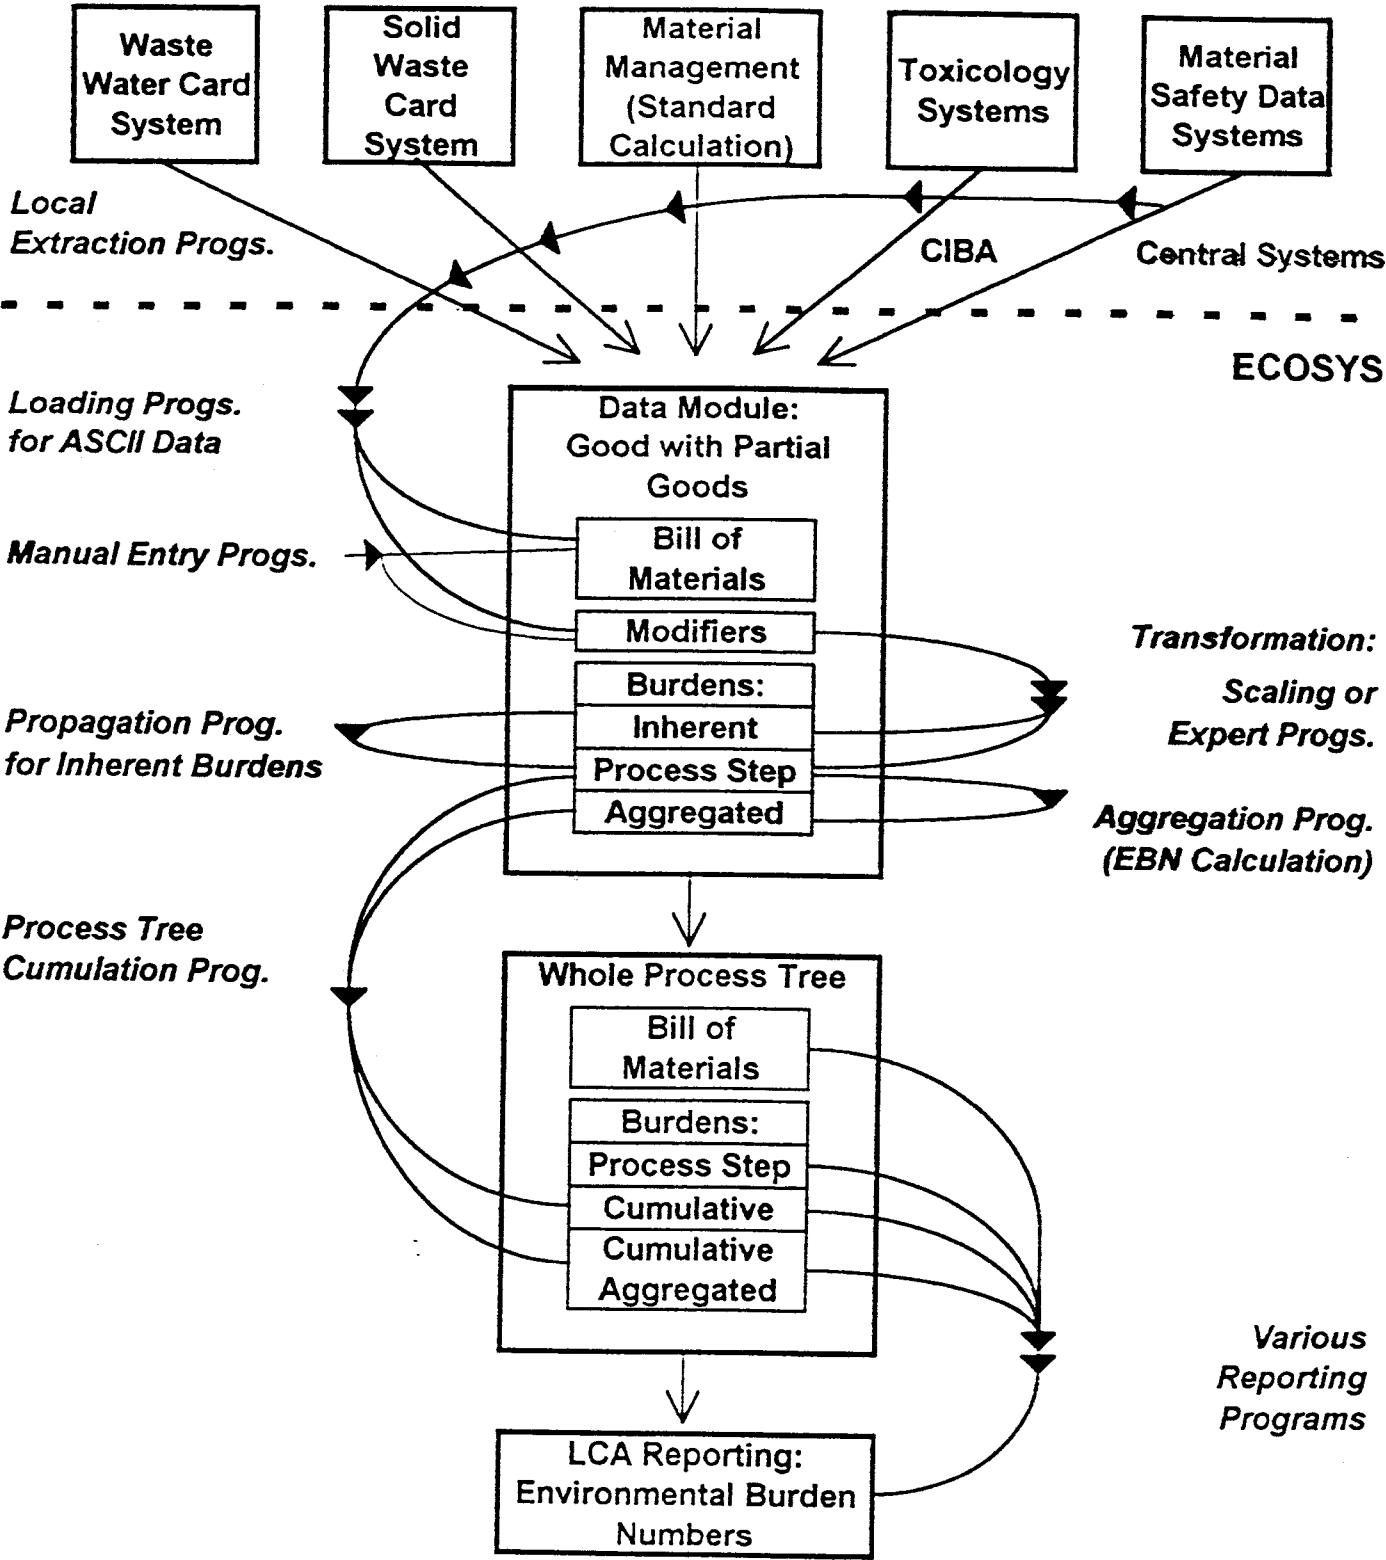 Waste
Water Card
System
Solid
Waste
Card
System
Material
Management
(Standard
Calculation)
Toxicology
Systems
Material
Safety Data
Systems
Local
Extraction Progs.
CIBA
Central Systems
ECOSYS
Loading Progs.
for ASCII Data
Data Module:
Good with Partial
Goods
Manual Entry Progs.
Bill of
Materials
Modifiers
Burdens:
Inherent
Process Step
Aggregated
Transformation:
Scaling or
Expert Progs.
Propagation Prog.
for Inherent Burdens
Aggregation Prog.
(EBN Calculation)
Process Tree
Cumulation Prog.
Whole Process Tree
Bill of
Materials
Burdens:
Process Step
Cumulative
Cumulative
Aggregated
Various
Reporting
Programs
LCA Reporting:
Environmental Burden
Numbers